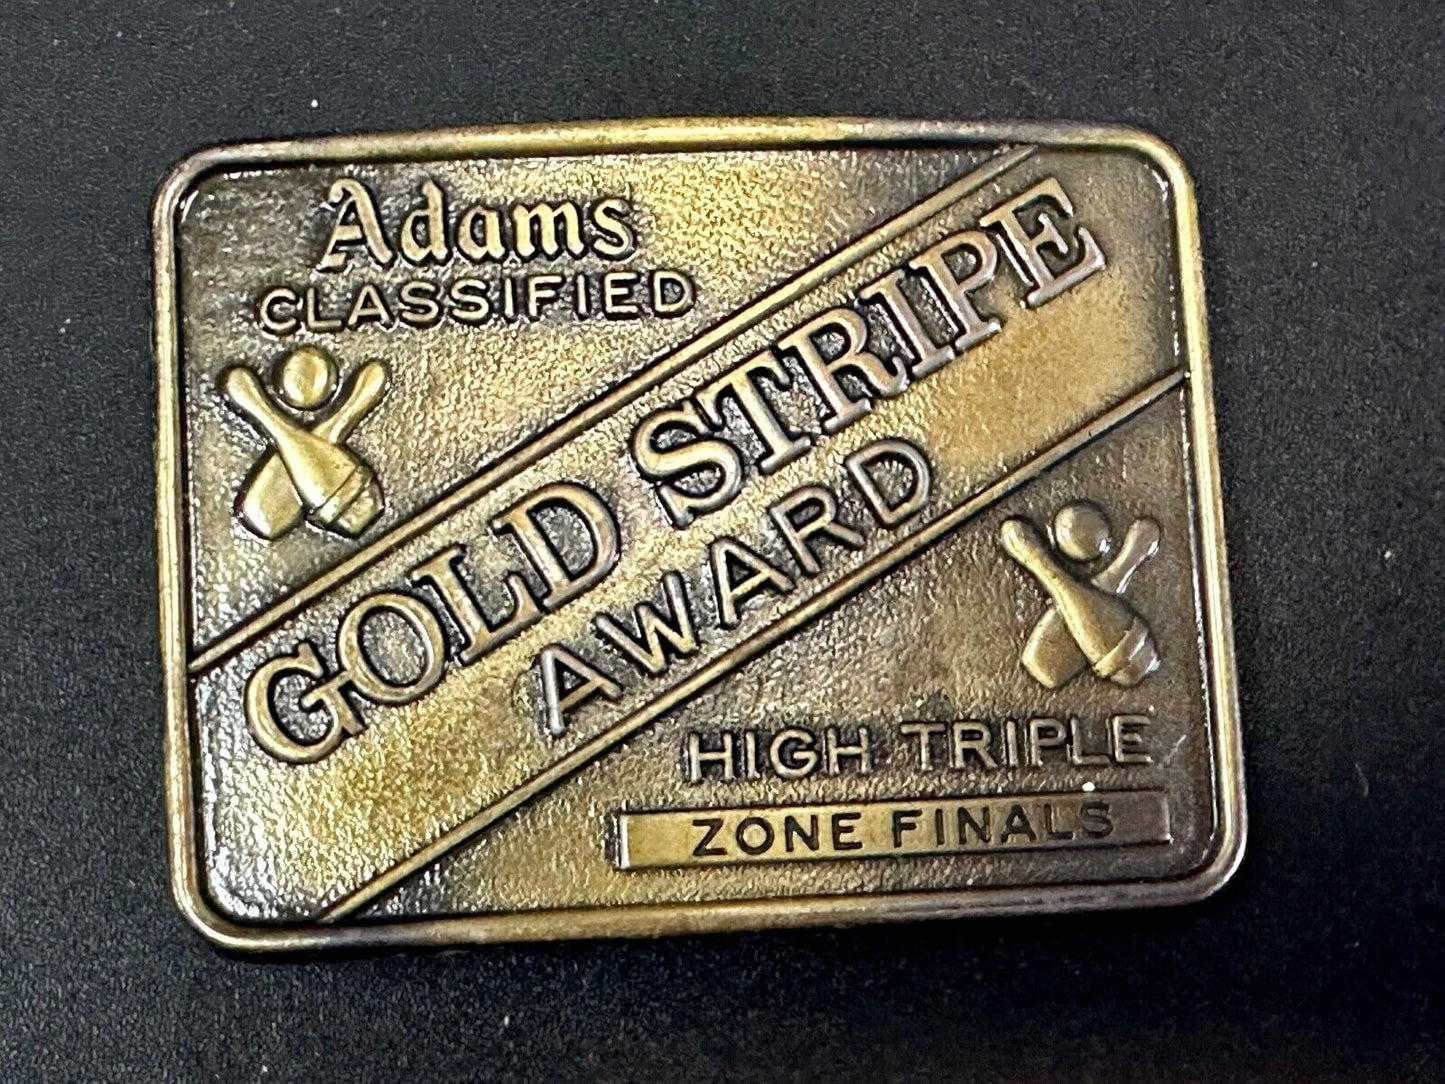 Adams
CLASSIFIED
GOLD STRIPE
AWARD
HIGH TRIPLE
ZONE FINALS